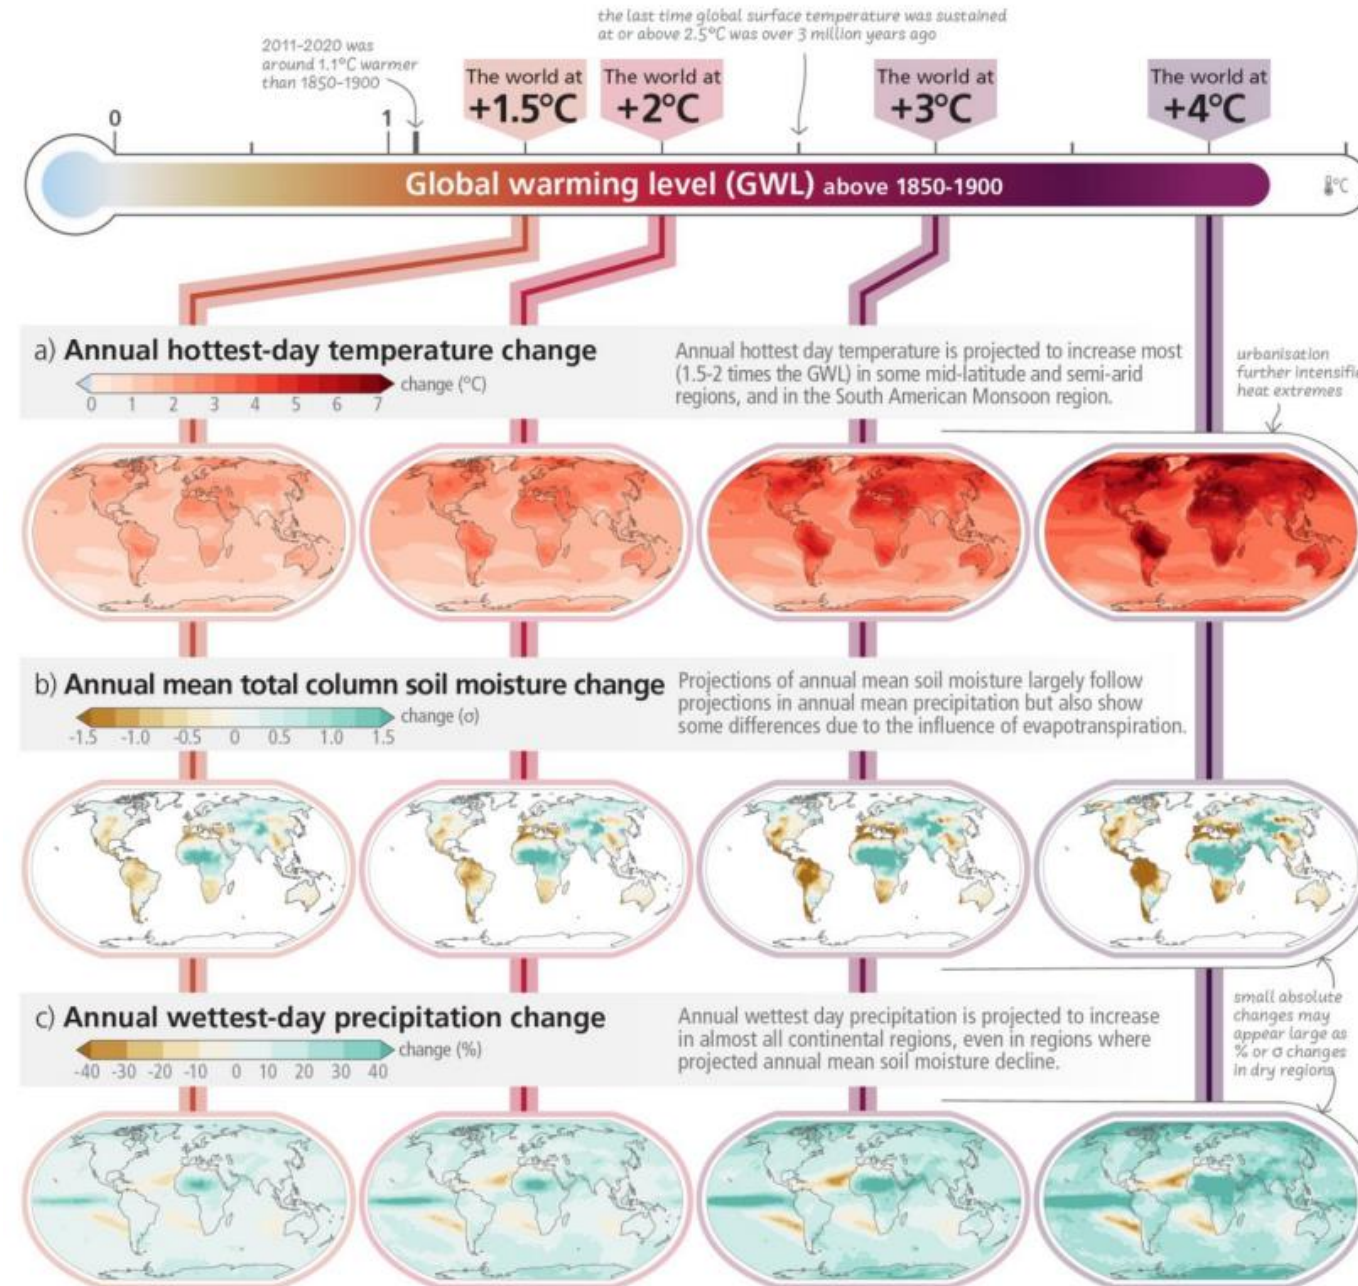 the last time global surface temperature was sustained
at or above 2.5°C was over 3 million years ago
2011-2020 was
around 1.1°C warmer
than 1850-1900
The world at
+1.5°C
The world at
+2°C
The world at
+3°C
The world at
+4°C
0
1
Global warming level (GWL) above 1850-1900
°C
a) Annual hottest-day temperature change
change (°C)
0 1 2 3 4 5 6 7
Annual hottest day temperature is projected to increase most
(1.5-2 times the GWL) in some mid-latitude and semi-arid
regions, and in the South American Monsoon region.
urbanisation
further intensifie
heat extremes
b) Annual mean total column soil moisture change
change (σ)
-1.5 -1.0 -0.5 0 0.5 1.0 1.5
Projections of annual mean soil moisture largely follow
projections in annual mean precipitation but also show
some differences due to the influence of evapotranspiration.
c) Annual wettest-day precipitation change
change (%)
-40 -30 -20 -10 0 10 20 30 40
Annual wettest day precipitation is projected to increase
in almost all continental regions, even in regions where
projected annual mean soil moisture decline.
small absolute
changes may
appear large as
% or σ changes
in dry regions